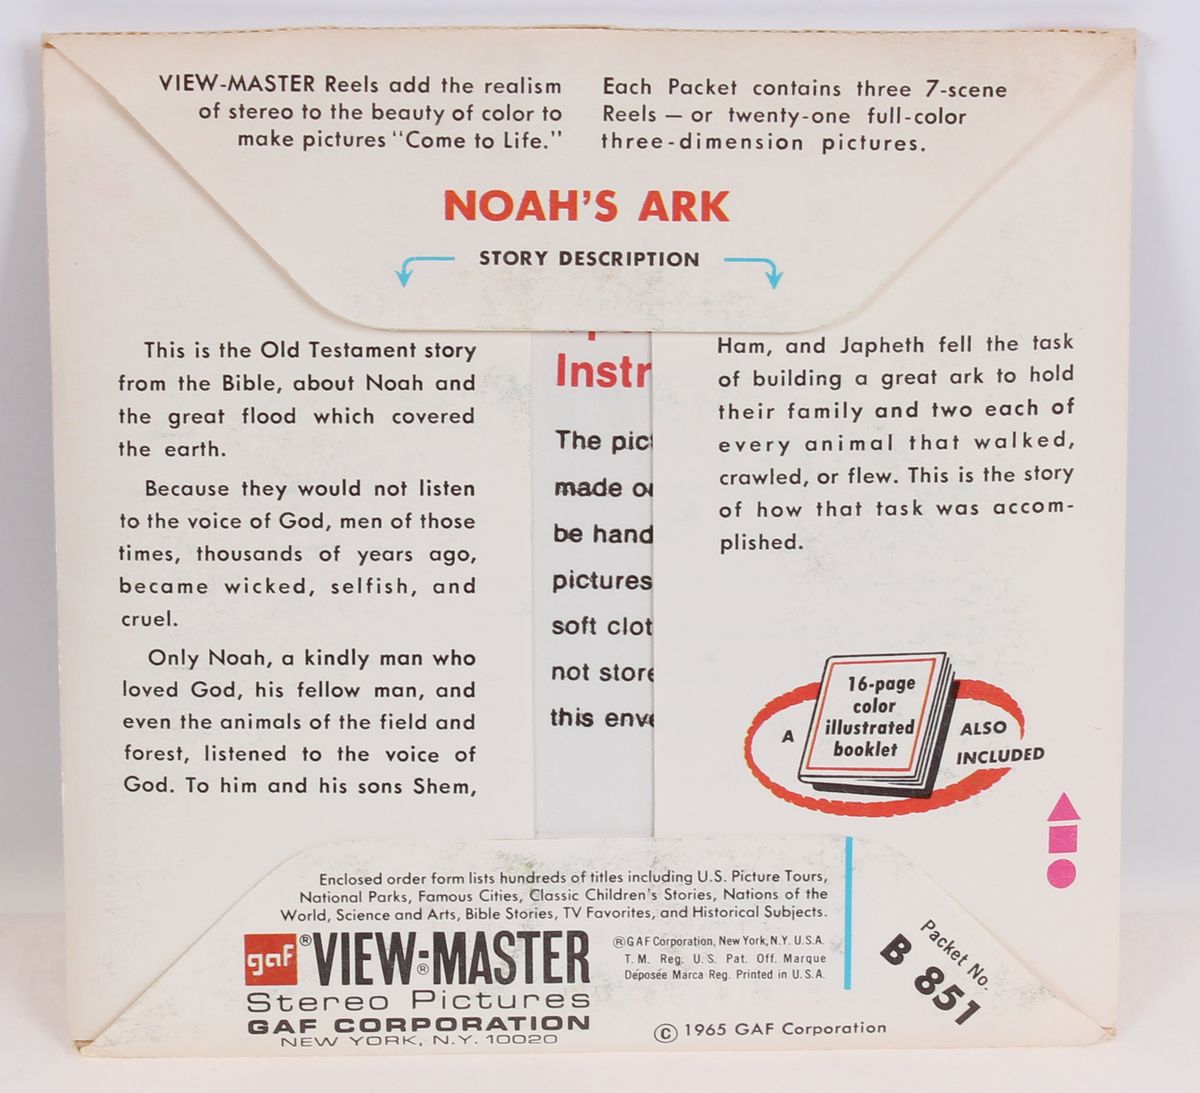 VIEW-MASTER Reels add the realism
of stereo to the beauty of color to
make pictures "Come to Life."
Each Packet contains three 7-scene
Reels — or twenty-one full-color
three-dimension pictures.
NOAH'S ARK
STORY DESCRIPTION
This is the Old Testament story
from the Bible, about Noah and
the great flood which covered
the earth.
Because they would not listen
to the voice of God, men of those
times, thousands of years ago,
became wicked, selfish, and
cruel.
Only Noah, a kindly man who
loved God, his fellow man, and
even the animals of the field and
forest, listened to the voice of
God. To him and his sons Shem,
Instr
The pic
made
be hand
pictures
soft clot
not store
this env
Ham, and Japheth fell the task
of building a great ark to hold
their family and two each of
every animal that walked,
crawled, or flew. This is the story
of how that task was accom-
plished.
A
16-page
color
illustrated
booklet
ALSO
INCLUDED
Enclosed order form lists hundreds of titles including U.S. Picture Tours,
National Parks, Famous Cities, Classic Children's Stories, Nations of the
World, Science and Arts, Bible Stories, TV Favorites, and Historical Subjects.
gaf® VIEW-MASTER®
Stereo Pictures
GAF CORPORATION
NEW YORK, N.Y. 10020
®GAF Corporation, New York, N.Y. U.S.A.
T. M. Reg. U. S. Pat. Off. Marque
Déposée Marca Reg. Printed in U.S.A.
© 1965 GAF Corporation
Packet No.
B 851